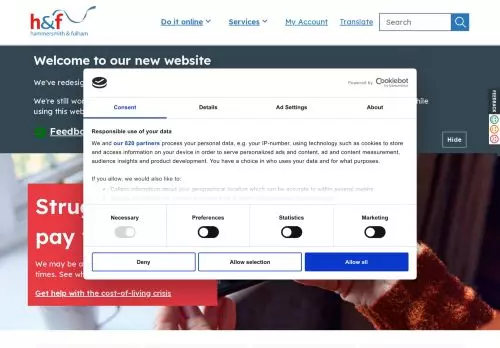 h&f
hammersmith & fulham
Do it online
Services
My Account
Translate
Search
Welcome to our new website
We've redesig
We're still wor
while
using this web
Feedba
Hide
FEEDBACK
Powered by Cookiebot
Consent
Details
Ad Settings
About
Responsible use of your data
We and our 820 partners process your personal data, e.g. your IP-number, using technology such as cookies to store
and access information on your device in order to serve personalized ads and content, ad and content measurement,
audience insights and product development. You have a choice in who uses your data and for what purposes.
If you allow, we would also like to:
Collect information about your geographical location which can be accurate to within several meters
Necessary
Preferences
Statistics
Marketing
Deny
Allow selection
Allow all
Strug
pay
We may be a
times. See wh
Get help with the cost-of-living crisis